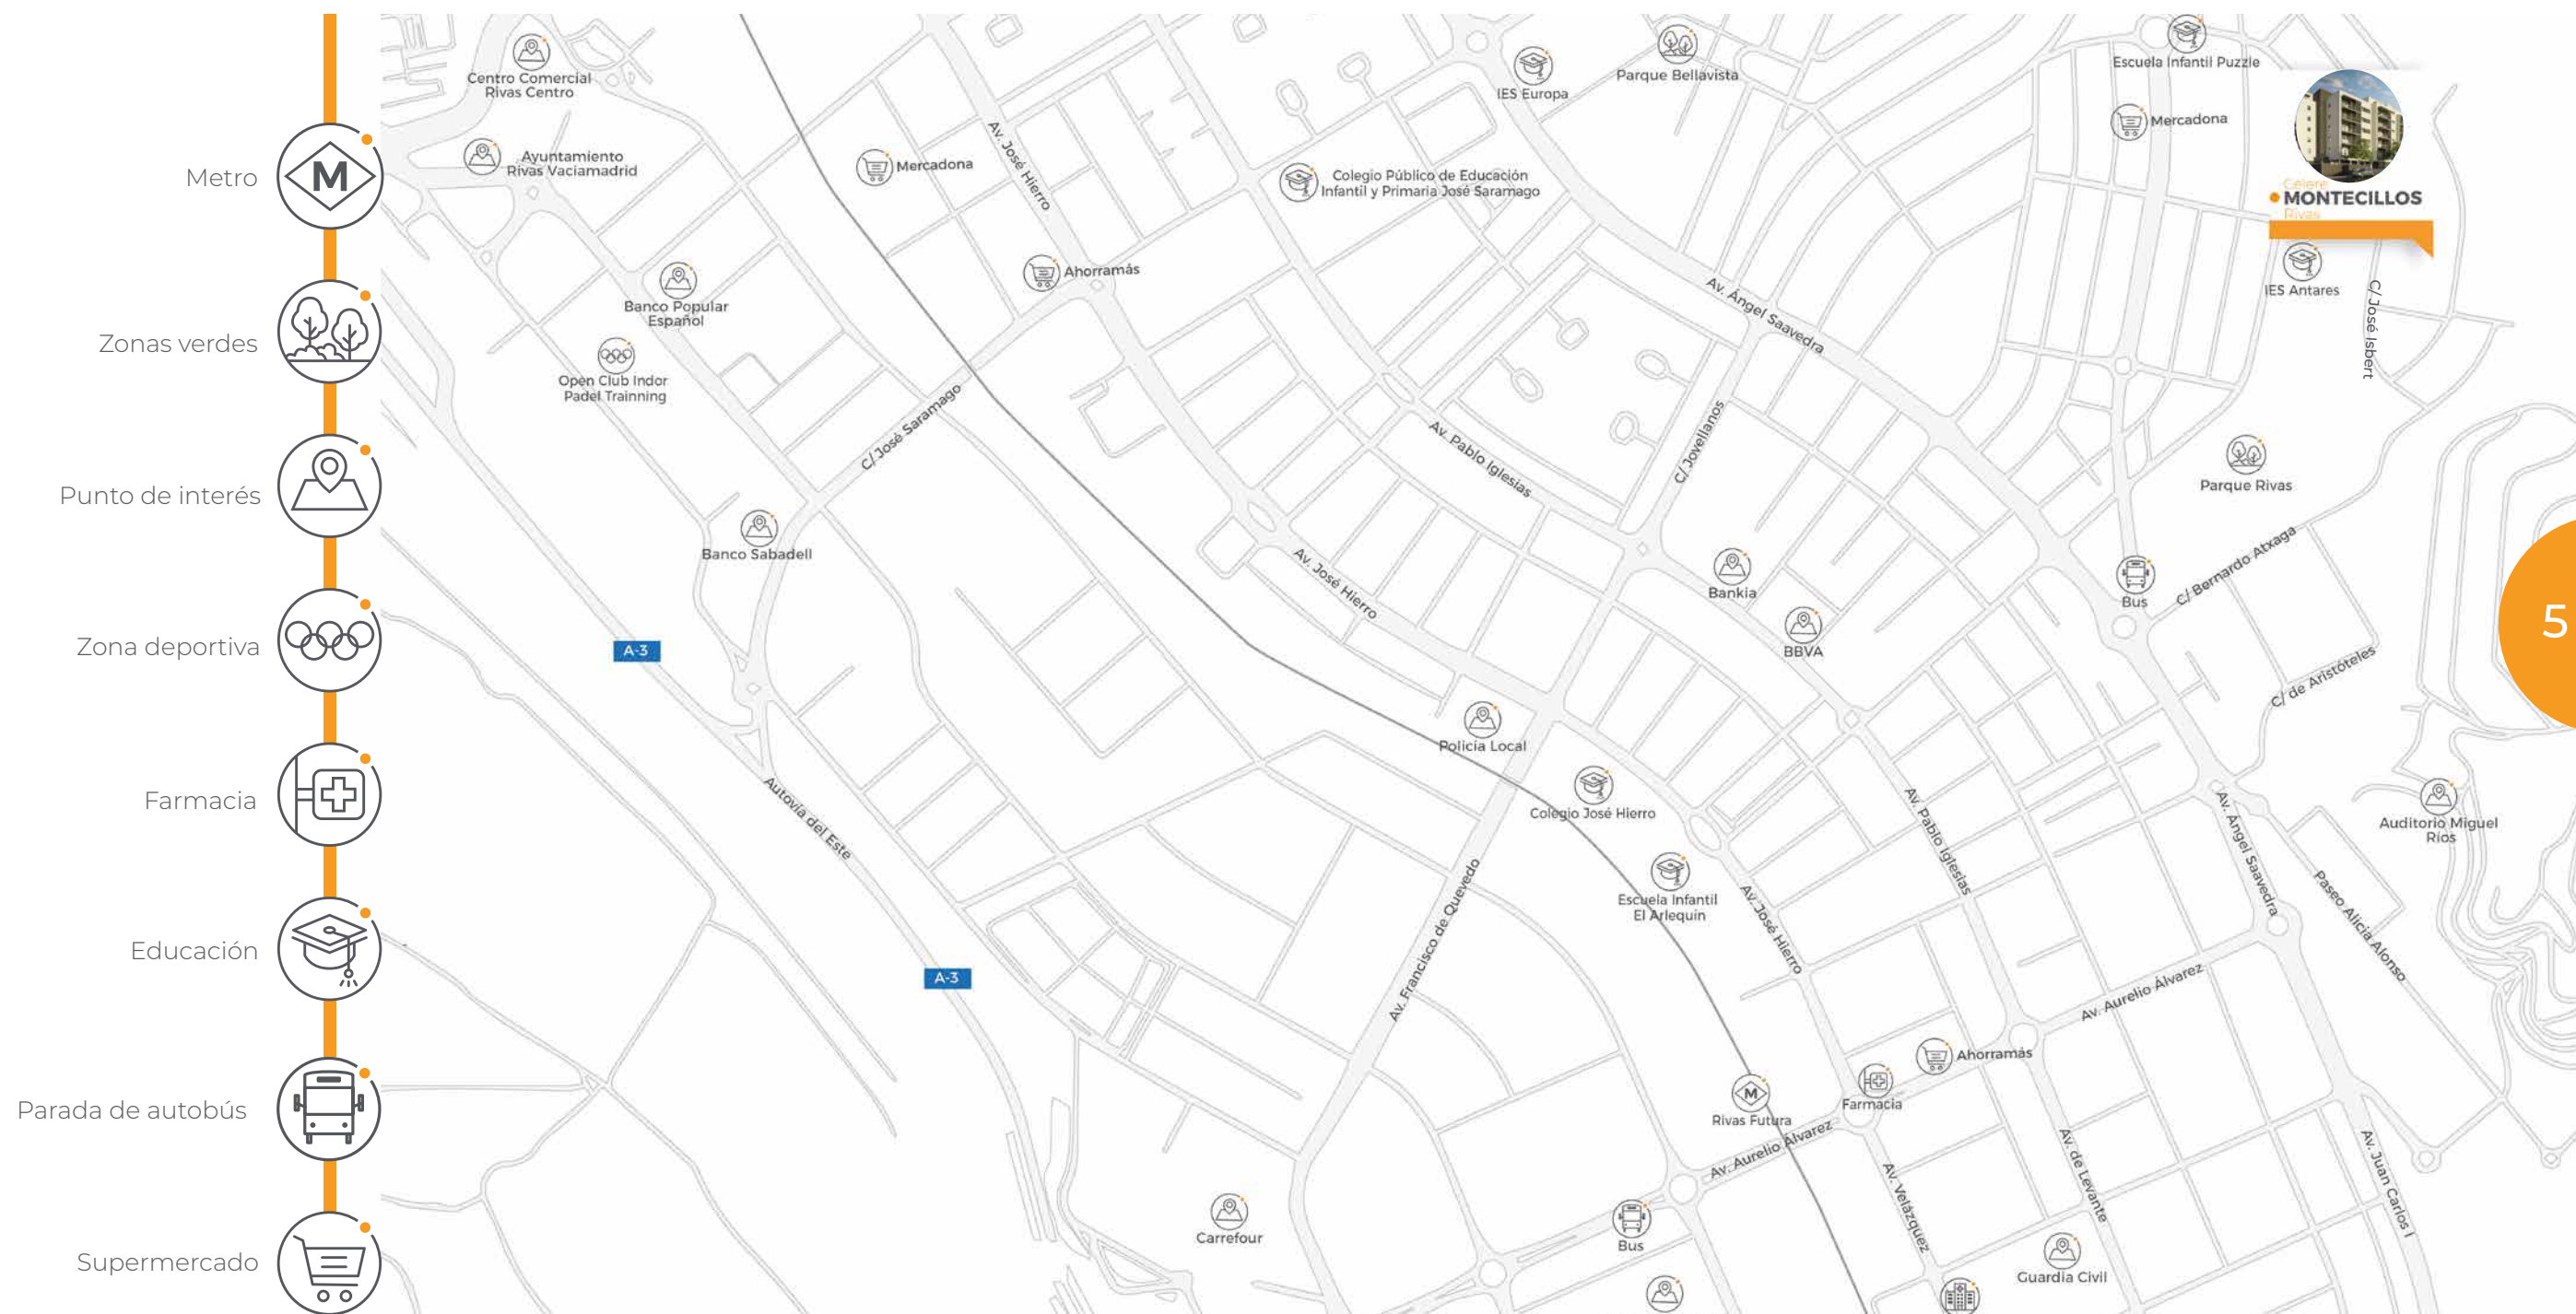 Metro
Zonas verdes
Punto de interés
Zona deportiva
Farmacia
Educación
Parada de autobús
Supermercado
M
Centro Comercial
Rivas Centro
Ayuntamiento
Rivas Vaciamadrid
Mercadona
Av. José Hierro
IES Europa
Parque Bellavista
Escuela Infantil Puzzle
Mercadona
Célere
MONTECILLOS
Rivas
Colegio Público de Educación
Infantil y Primaria José Saramago
Ahorramás
Banco Popular
Español
IES Antares
C/ José Isbert
Av. Ángel Saavedra
Open Club Indor
Padel Trainning
C/ José Saramago
Av. Pablo Iglesias
C/ Jovellanos
Parque Rivas
Banco Sabadell
Av. José Hierro
Bankia
Bus
C/ Bernardo Atxaga
5
A-3
BBVA
C/ de Aristóteles
Policía Local
Autovía del Este
Colegio José Hierro
Av. Pablo Iglesias
Av. Ángel Saavedra
Auditorio Miguel
Ríos
Escuela Infantil
El Arlequín
Av. Francisco de Quevedo
Av. José Hierro
Paseo Alicia Alonso
A-3
Av. Aurelio Álvarez
Ahorramás
M
Rivas Futura
Farmacia
Av. Aurelio Álvarez
Av. Velázquez
Av. de Levante
Av. Juan Carlos I
Carrefour
Bus
Guardia Civil